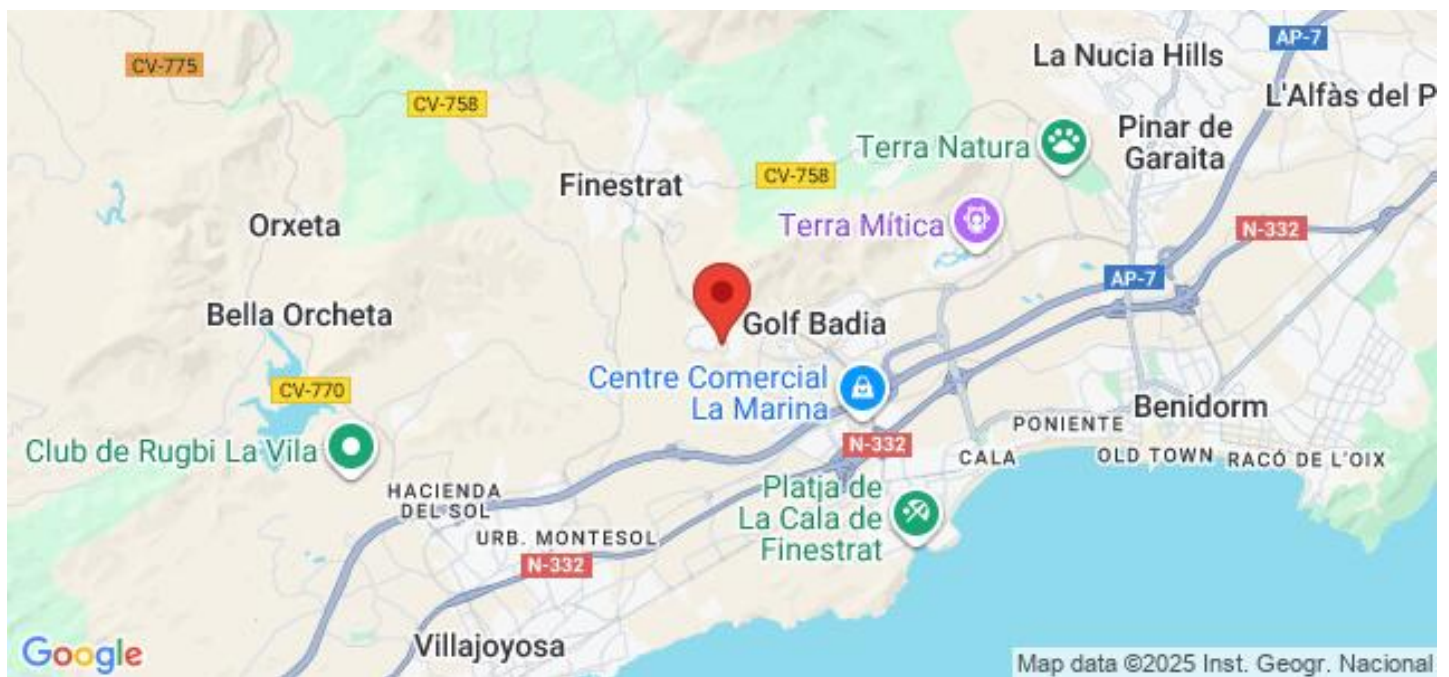 AP-7
La Nucia Hills
CV-775
CV-758
L'Alfàs del P
Pinar de
Garaita
Terra Natura
CV-758
Finestrat
Orxeta
Terra Mítica
N-332
AP-7
Bella Orcheta
Golf Badia
Centre Comercial
La Marina
CV-770
Benidorm
PONIENTE
N-332
CALA
OLD TOWN
RACÓ DE L'OIX
Club de Rugbi La Vila
HACIENDA
DEL SOL
Platja de
La Cala de
Finestrat
URB. MONTESOL
N-332
Villajoyosa
Google
Map data ©2025 Inst. Geogr. Nacional